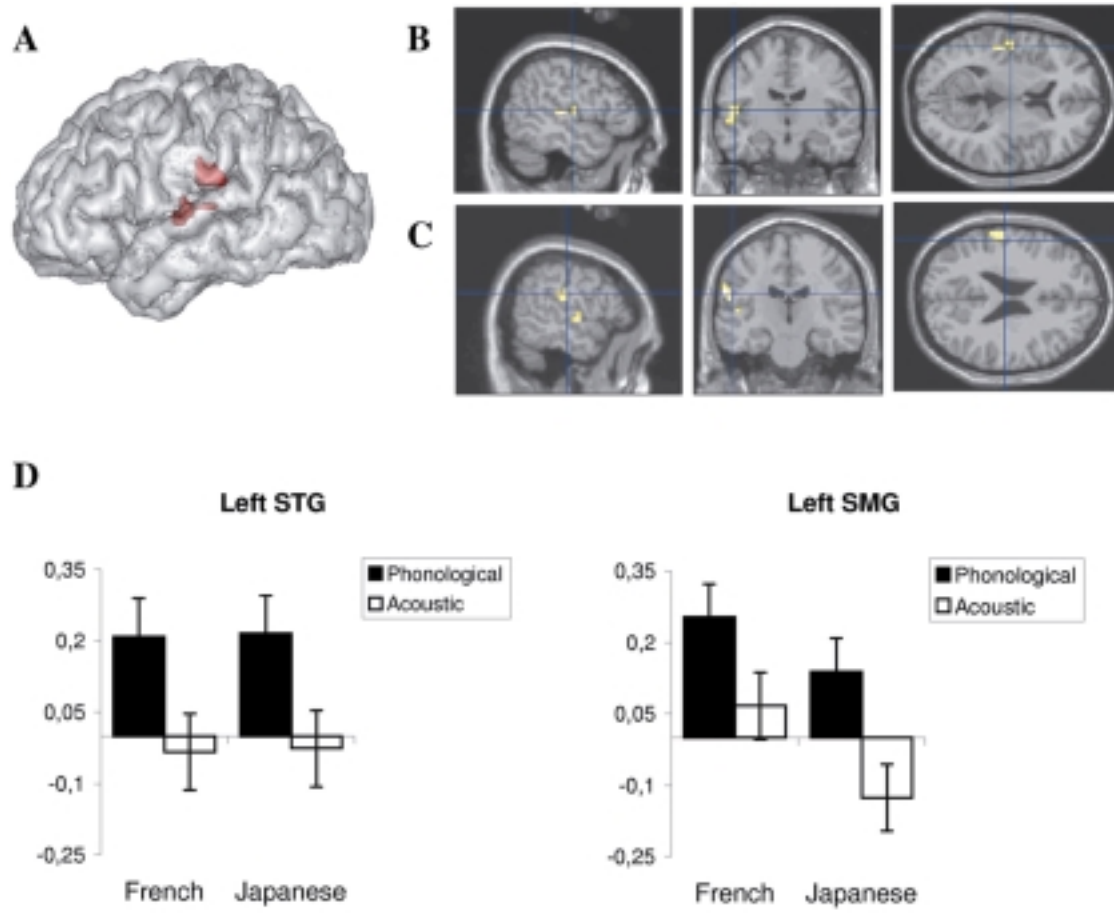 A
B
C
D
Left STG
0,35
0,2
0,05
-0,1
-0,25
Phonological
Acoustic
French Japanese
Left SMG
0,35
0,2
0,05
-0,1
-0,25
Phonological
Acoustic
French Japanese